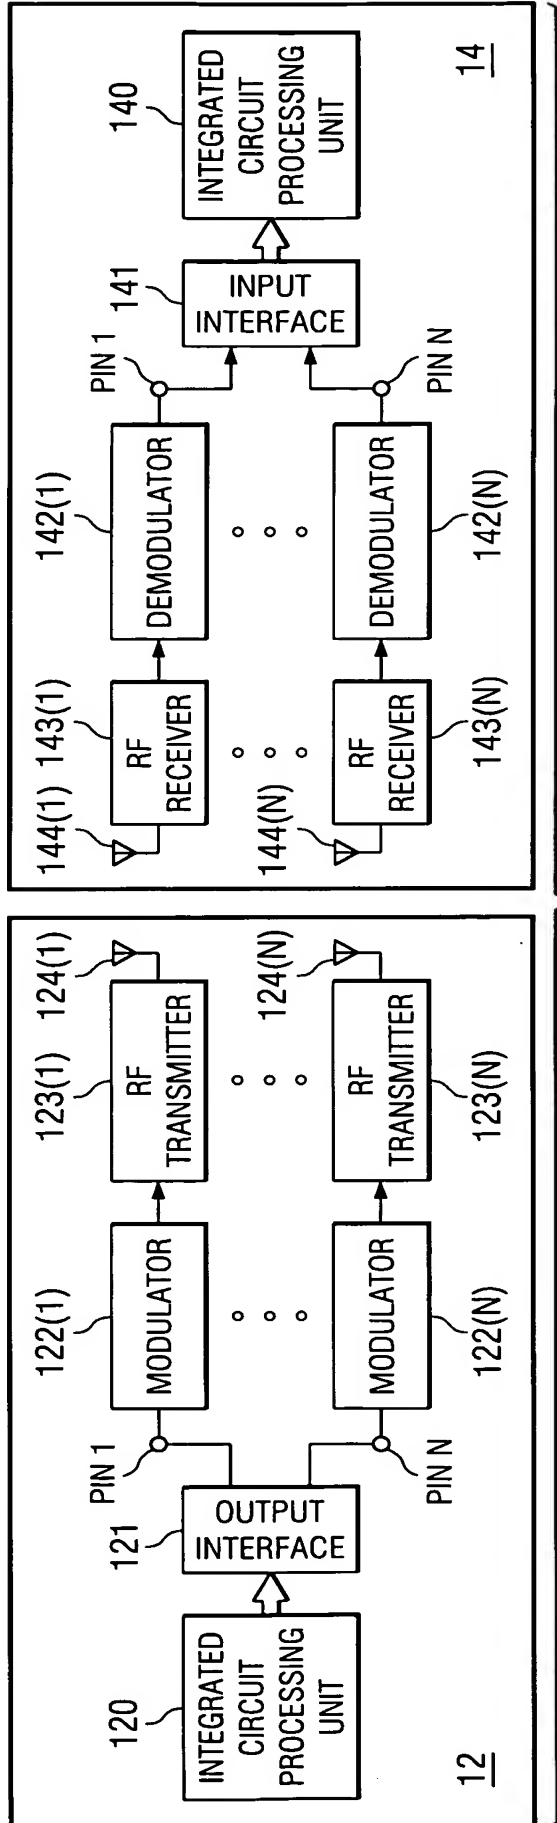 120
INTEGRATED
CIRCUIT
PROCESSING
UNIT
121
OUTPUT
INTERFACE
PIN 1
PIN N
122(1)
MODULATOR
123(1)
RF
TRANSMITTER
124(1)
MODULATOR
122(N)
RF
TRANSMITTER
123(N)
124(N)
12
144(1)
143(1)
RF
RECEIVER
142(1)
DEMODULATOR
PIN 1
144(N)
RF
RECEIVER
143(N)
DEMODULATOR
142(N)
PIN N
141
INPUT
INTERFACE
140
INTEGRATED
CIRCUIT
PROCESSING
UNIT
14